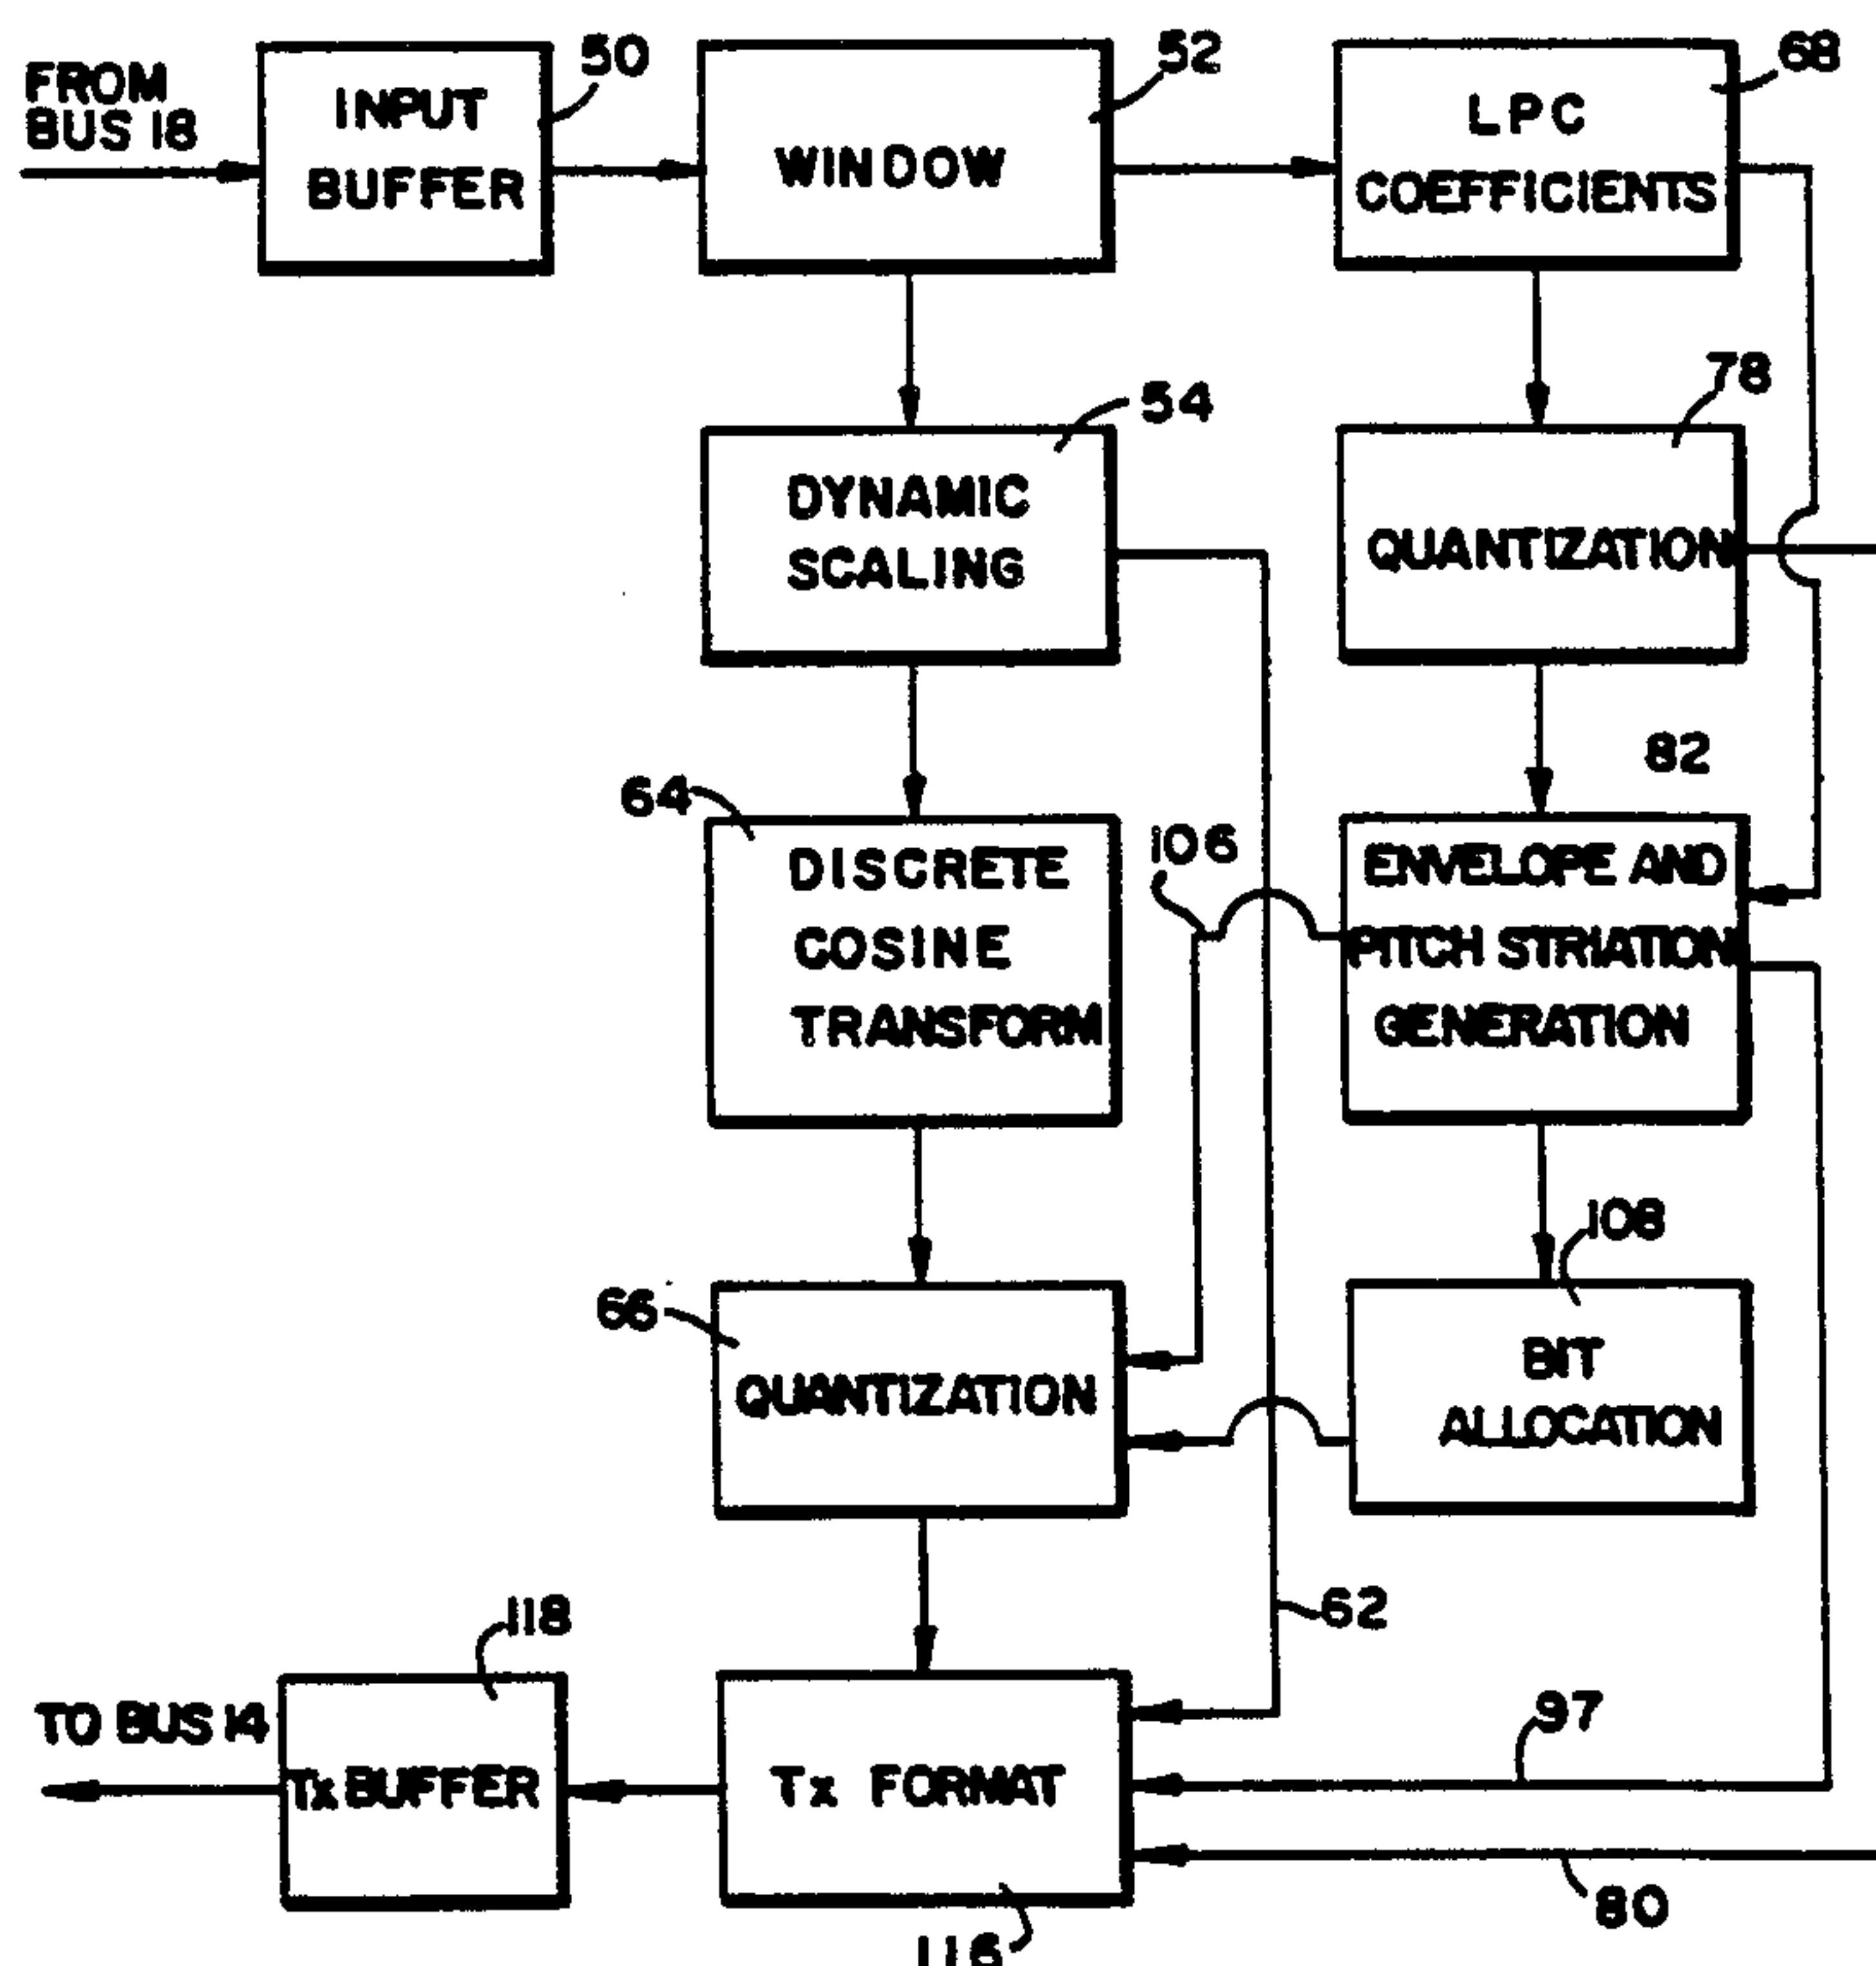 FROM
BUS 18
INPUT
BUFFER
50
WINDOW
52
LPC
COEFFICIENTS
68
DYNAMIC
SCALING
54
QUANTIZATION
78
64
DISCRETE
COSINE
TRANSFORM
106
82
ENVELOPE AND
PITCH STRIATION
GENERATION
66
QUANTIZATION
108
BIT
ALLOCATION
62
118
TO BUS 14
Tx BUFFER
Tx FORMAT
97
80
116